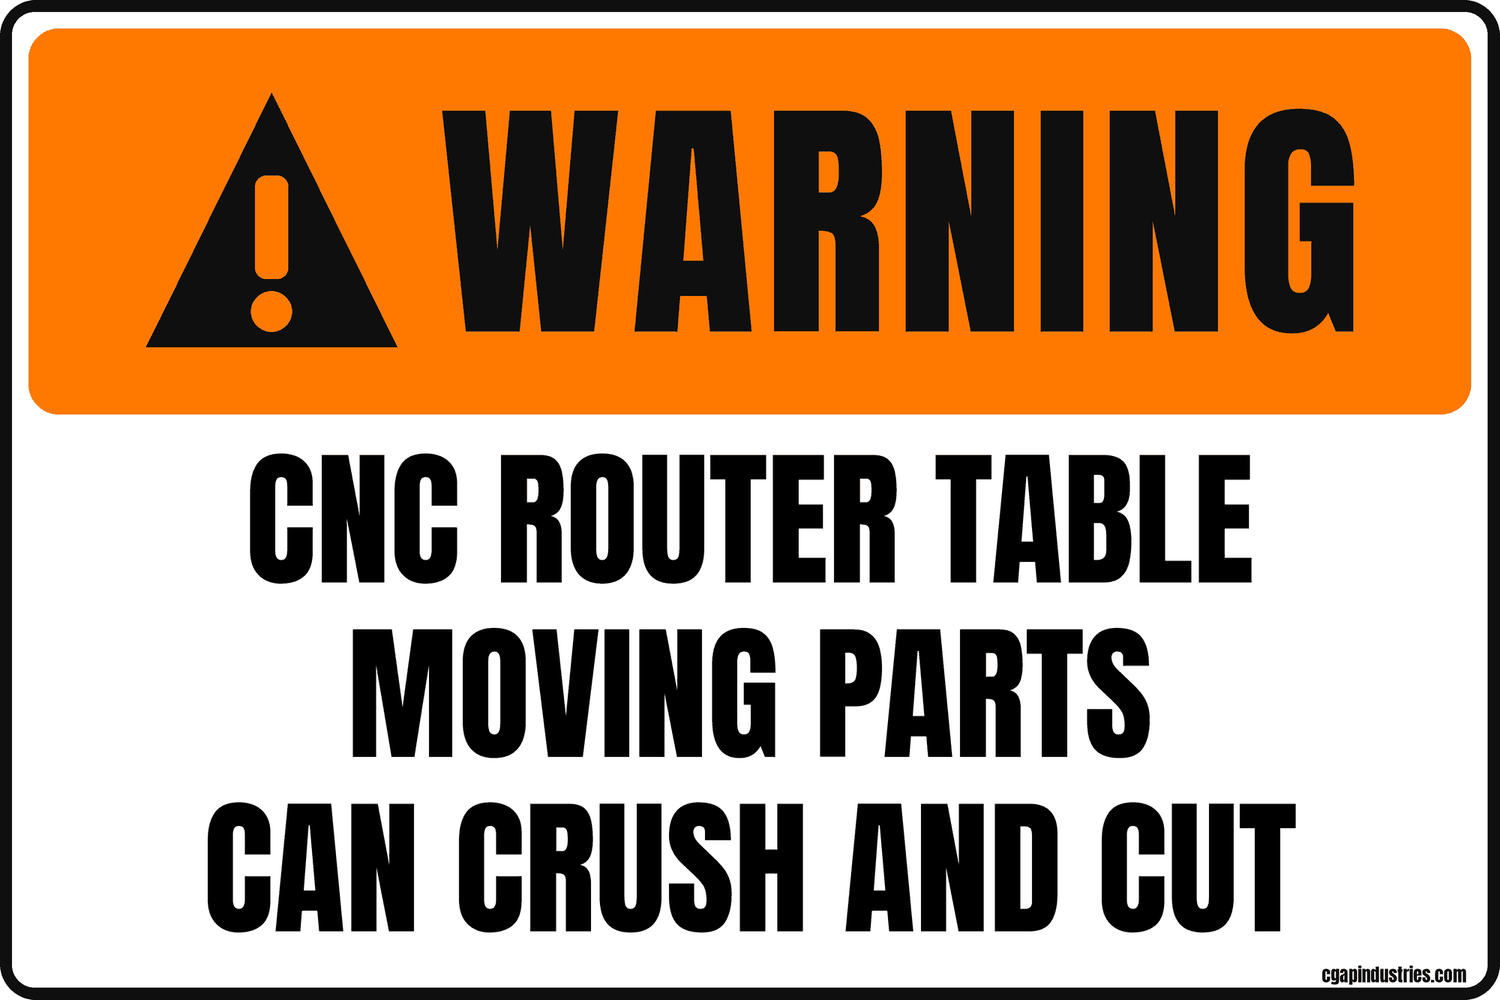 WARNING
CNC ROUTER TABLE
MOVING PARTS
CAN CRUSH AND CUT
cgapindustries.com